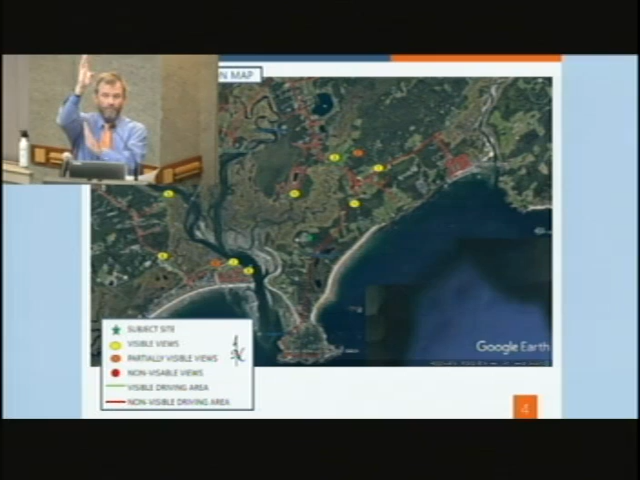 N MAP
Google Earth
SUBJECT SITE
VISIBLE VIEWS
PARTIALLY VISIBLE VIEWS
NON-VISABLE VIEWS
VISIBLE DRIVING AREA
NON-VISIBLE DRIVING AREA
4